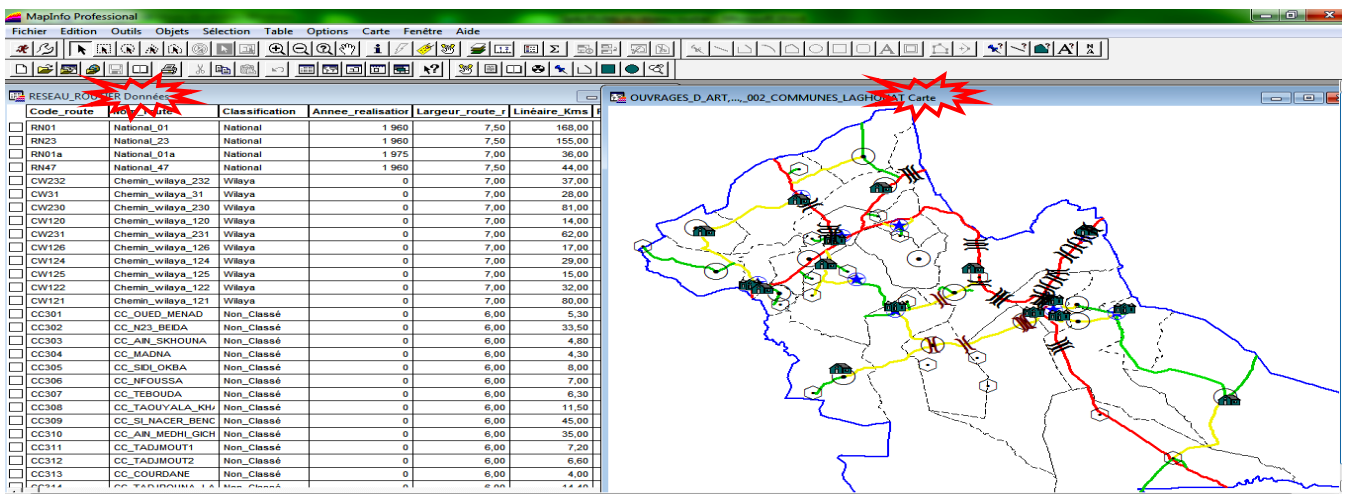 MapInfo Professional
Fichier Edition Outils Objets Sélection Table Options Carte Fenêtre Aide
RESEAU_ROUTIER Données
Code_route Classification Annee_realisation Largeur_route_r Linéaire_Kms
RN01 National_01 National 1 960 7,50 168,00
RN23 National_23 National 1 960 7,50 155,00
RN01a National_01a National 1 975 7,00 36,00
RN47 National_47 National 1 960 7,50 44,00
CW232 Chemin_wilaya_232 Wilaya 0 7,00 37,00
CW31 Chemin_wilaya_31 Wilaya 0 7,00 28,00
CW230 Chemin_wilaya_230 Wilaya 0 7,00 81,00
CW120 Chemin_wilaya_120 Wilaya 0 7,00 14,00
CW231 Chemin_wilaya_231 Wilaya 0 7,00 62,00
CW126 Chemin_wilaya_126 Wilaya 0 7,00 17,00
CW124 Chemin_wilaya_124 Wilaya 0 7,00 29,00
CW125 Chemin_wilaya_125 Wilaya 0 7,00 15,00
CW122 Chemin_wilaya_122 Wilaya 0 7,00 32,00
CW121 Chemin_wilaya_121 Wilaya 0 7,00 80,00
CC301 CC_OUED_MENAD Non_Classé 0 6,00 5,30
CC302 CC_N23_BEIDA Non_Classé 0 6,00 33,50
CC303 CC_AIN_SKHOUNA Non_Classé 0 6,00 4,80
CC304 CC_MADNA Non_Classé 0 6,00 4,30
CC305 CC_SIDI_OKBA Non_Classé 0 6,00 8,00
CC306 CC_NFOUSSA Non_Classé 0 6,00 7,00
CC307 CC_TEBOUDA Non_Classé 0 6,00 6,30
CC308 CC_TAOUYALA_KH Non_Classé 0 6,00 11,50
CC309 CC_SI_NACER_BENC Non_Classé 0 6,00 45,00
CC310 CC_AIN_MEDHI_GICH Non_Classé 0 6,00 35,00
CC311 CC_TADJMOUT1 Non_Classé 0 6,00 7,20
CC312 CC_TADJMOUT2 Non_Classé 0 6,00 6,60
CC313 CC_COURDANE Non_Classé 0 6,00 4,00
OUVRAGES_D_ART,...,_002_COMMUNES_LAGHOUAT Carte